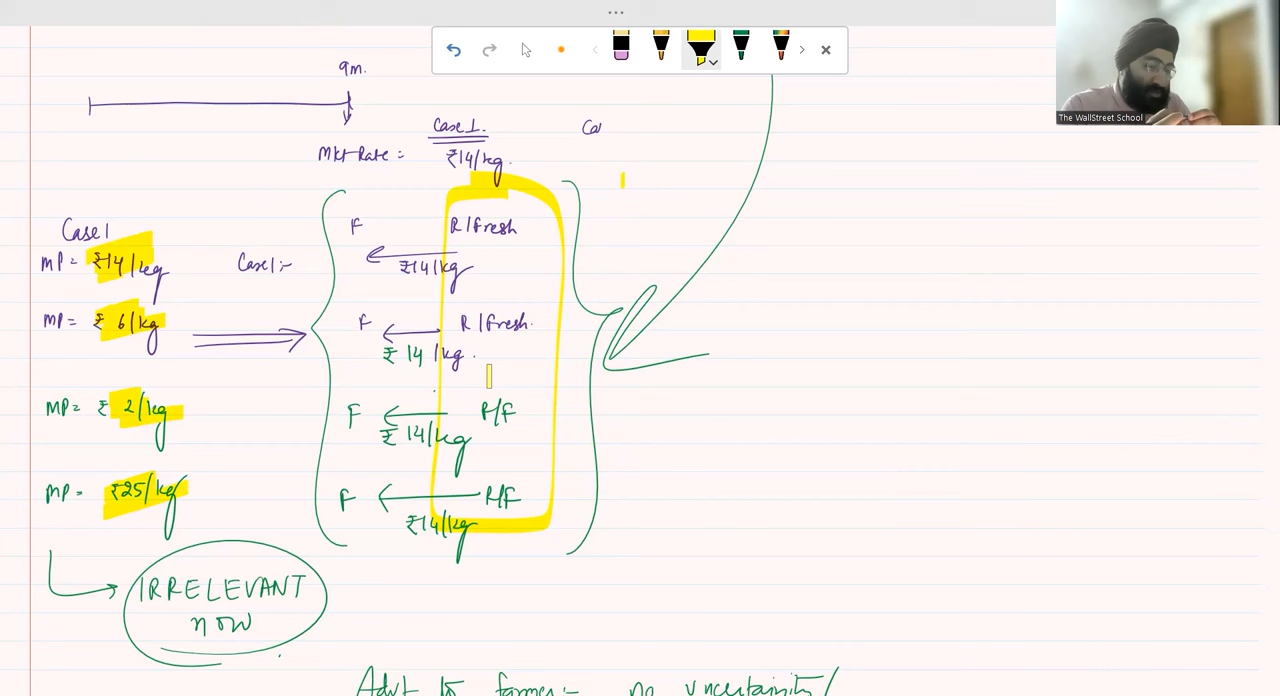 The WallStreet School
9m.
Case 1. Ca
Mkt Rate = ₹14/kg.
Case 1
MP = ₹14/kg
MP = ₹ 6/kg
MP = ₹ 2/kg
MP = ₹25/kg
IRRELEVANT
now
Case 1:-
F R/Fresh
₹14/kg
F R/Fresh.
₹ 14/kg.
F R/F
₹ 14/kg
F R/F
₹14/kg
Advt to farmer:- no uncertainity/